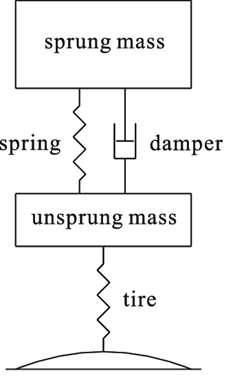 sprung mass
spring
damper
unsprung mass
tire